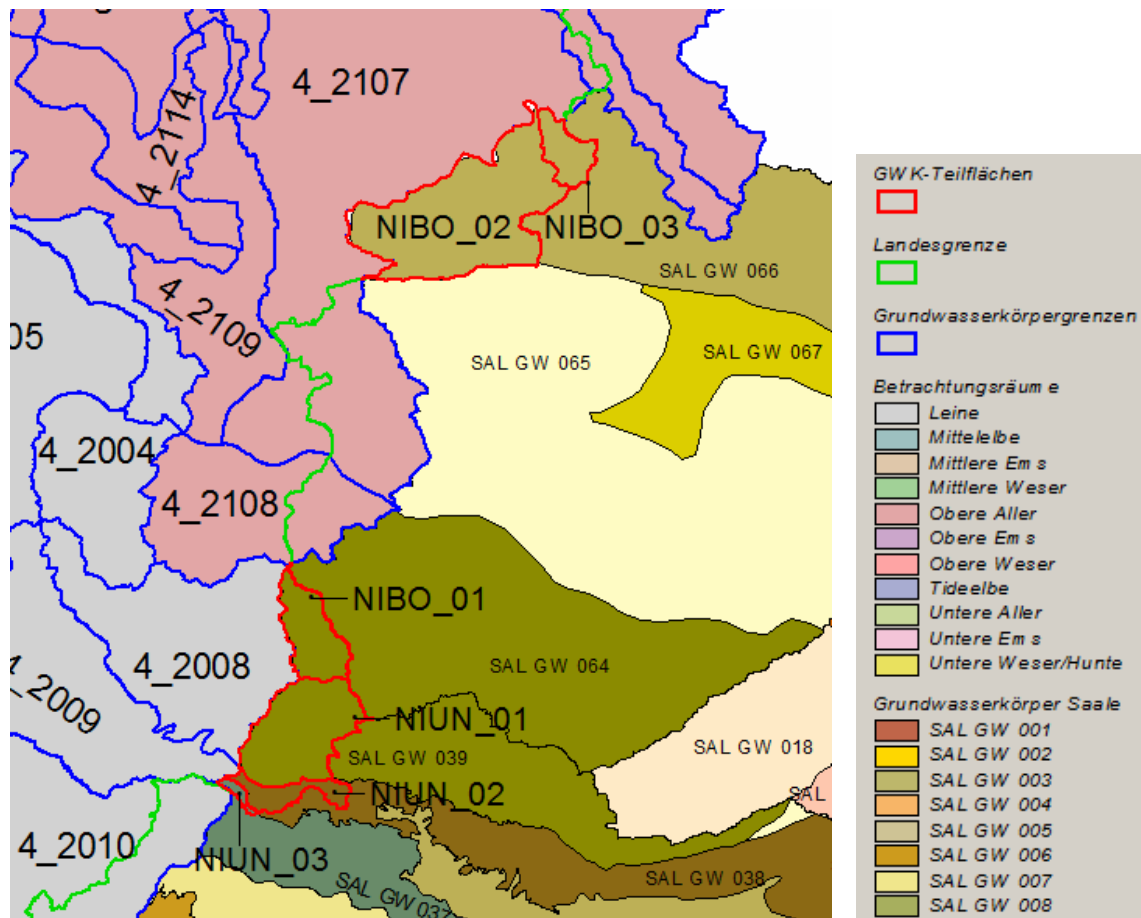 4_2107
4_2114
NIBO_02
NIBO_03
SAL GW 066
4_2109
05
SAL GW 065
SAL GW 067
4_2004
4_2108
NIBO_01
4_2008
SAL GW 064
4_2009
NIUN_01
SAL GW 039
SAL GW 018
NIUN_02
SAL
4_2010
NIUN_03
SAL GW 037
SAL GW 038
GWK-Teilflächen
Landesgrenze
Grundwasserkörpergrenzen
Betrachtungsräume
Leine
Mittelelbe
Mittlere Ems
Mittlere Weser
Obere Aller
Obere Ems
Obere Weser
Tideelbe
Untere Aller
Untere Ems
Untere Weser/Hunte
Grundwasserkörper Saale
SAL GW 001
SAL GW 002
SAL GW 003
SAL GW 004
SAL GW 005
SAL GW 006
SAL GW 007
SAL GW 008